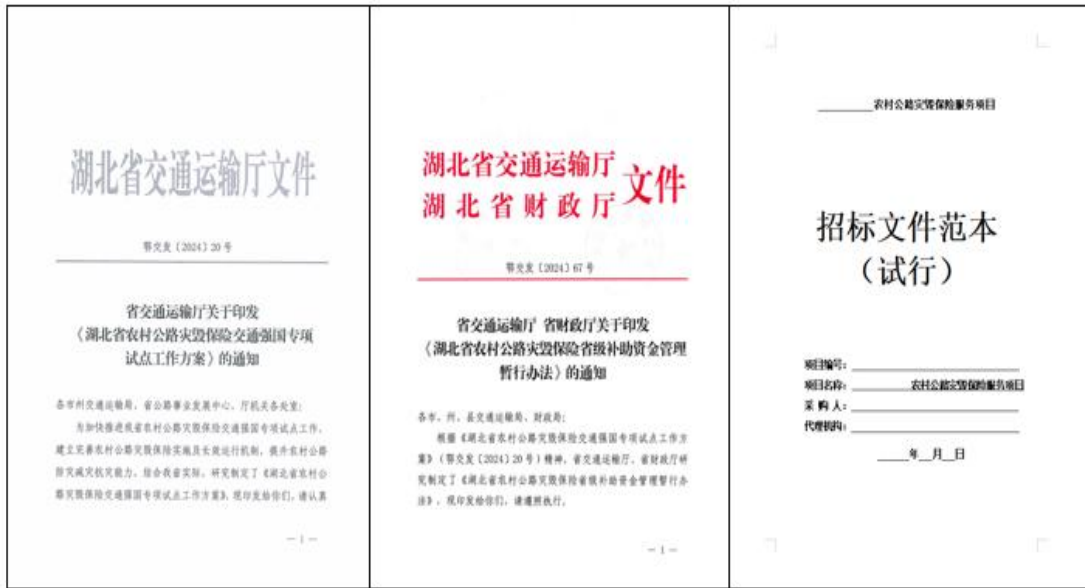 湖北省交通运输厅文件
鄂交发〔2024〕20 号
省交通运输厅关于印发
《湖北省农村公路灾毁保险交通强国专项
试点工作方案》的通知
各市州交通运输局、省公路事业发展中心、厅机关各处室:
为加快推进我省农村公路灾毁保险交通强国专项试点工作,
建立完善农村公路灾毁保险实施及长效运行机制,提升农村公路
防灾减灾抗灾能力,结合我省实际,研究制定了《湖北省农村公
路灾毁保险交通强国专项试点工作方案》,现印发给你们,请认真
— 1 —
湖北省交通运输厅
湖北省财政厅
文件
鄂交发〔2024〕67 号
省交通运输厅 省财政厅关于印发
《湖北省农村公路灾毁保险省级补助资金管理
暂行办法》的通知
各市、州、县交通运输局、财政局:
根据《湖北省农村公路灾毁保险交通强国专项试点工作方
案》(鄂交发〔2024〕20 号)精神,省交通运输厅、省财政厅研
究制定了《湖北省农村公路灾毁保险省级补助资金管理暂行办
法》,现印发给你们,请遵照执行。
— 1 —
________农村公路灾毁保险服务项目
招标文件范本
(试行)
项目编号:
项目名称: 农村公路灾毁保险服务项目
采 购 人:
代理机构:
____年__月__日